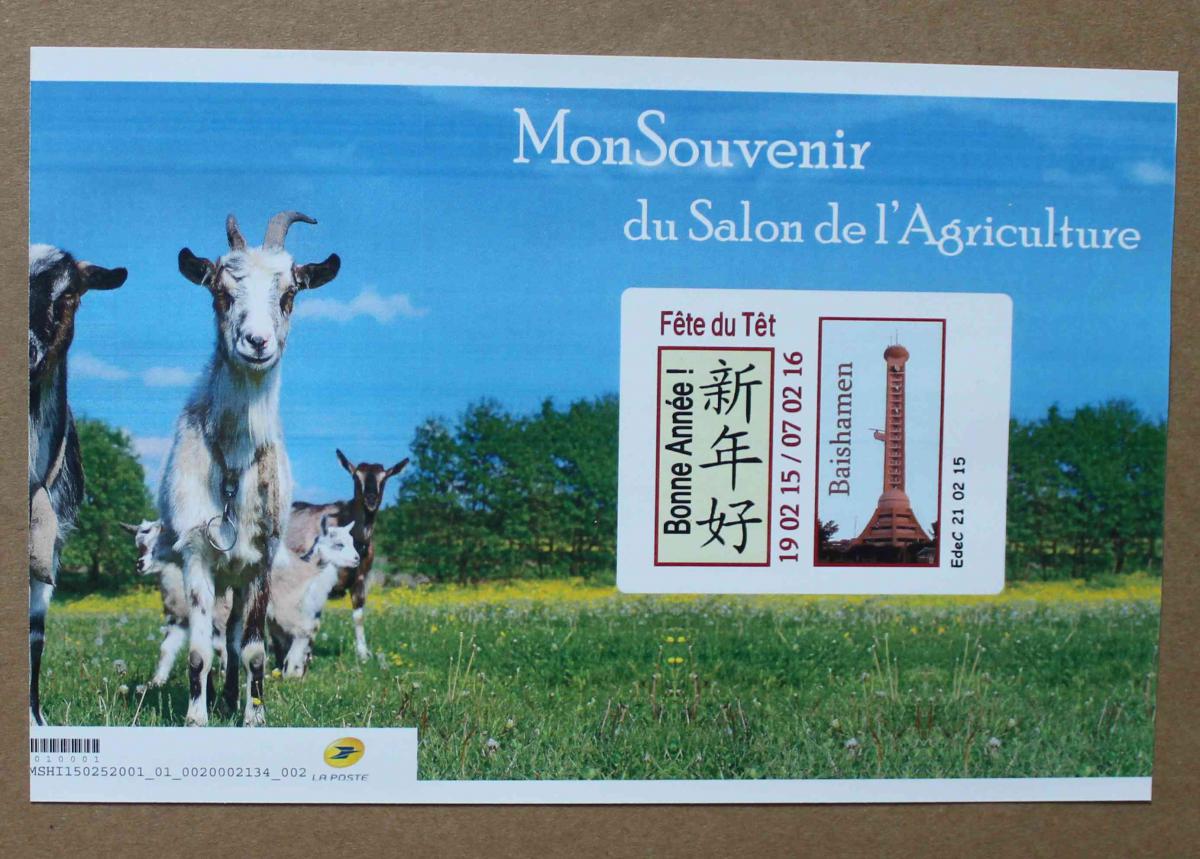 MonSouvenir
du Salon de l'Agriculture
Fête du Têt
Bonne Année !
新年好
19 02 15 / 07 02 16
Baishamen
EdeC 21 02 15
010001
MSHI150252001_01_0020002134_002
LA POSTE